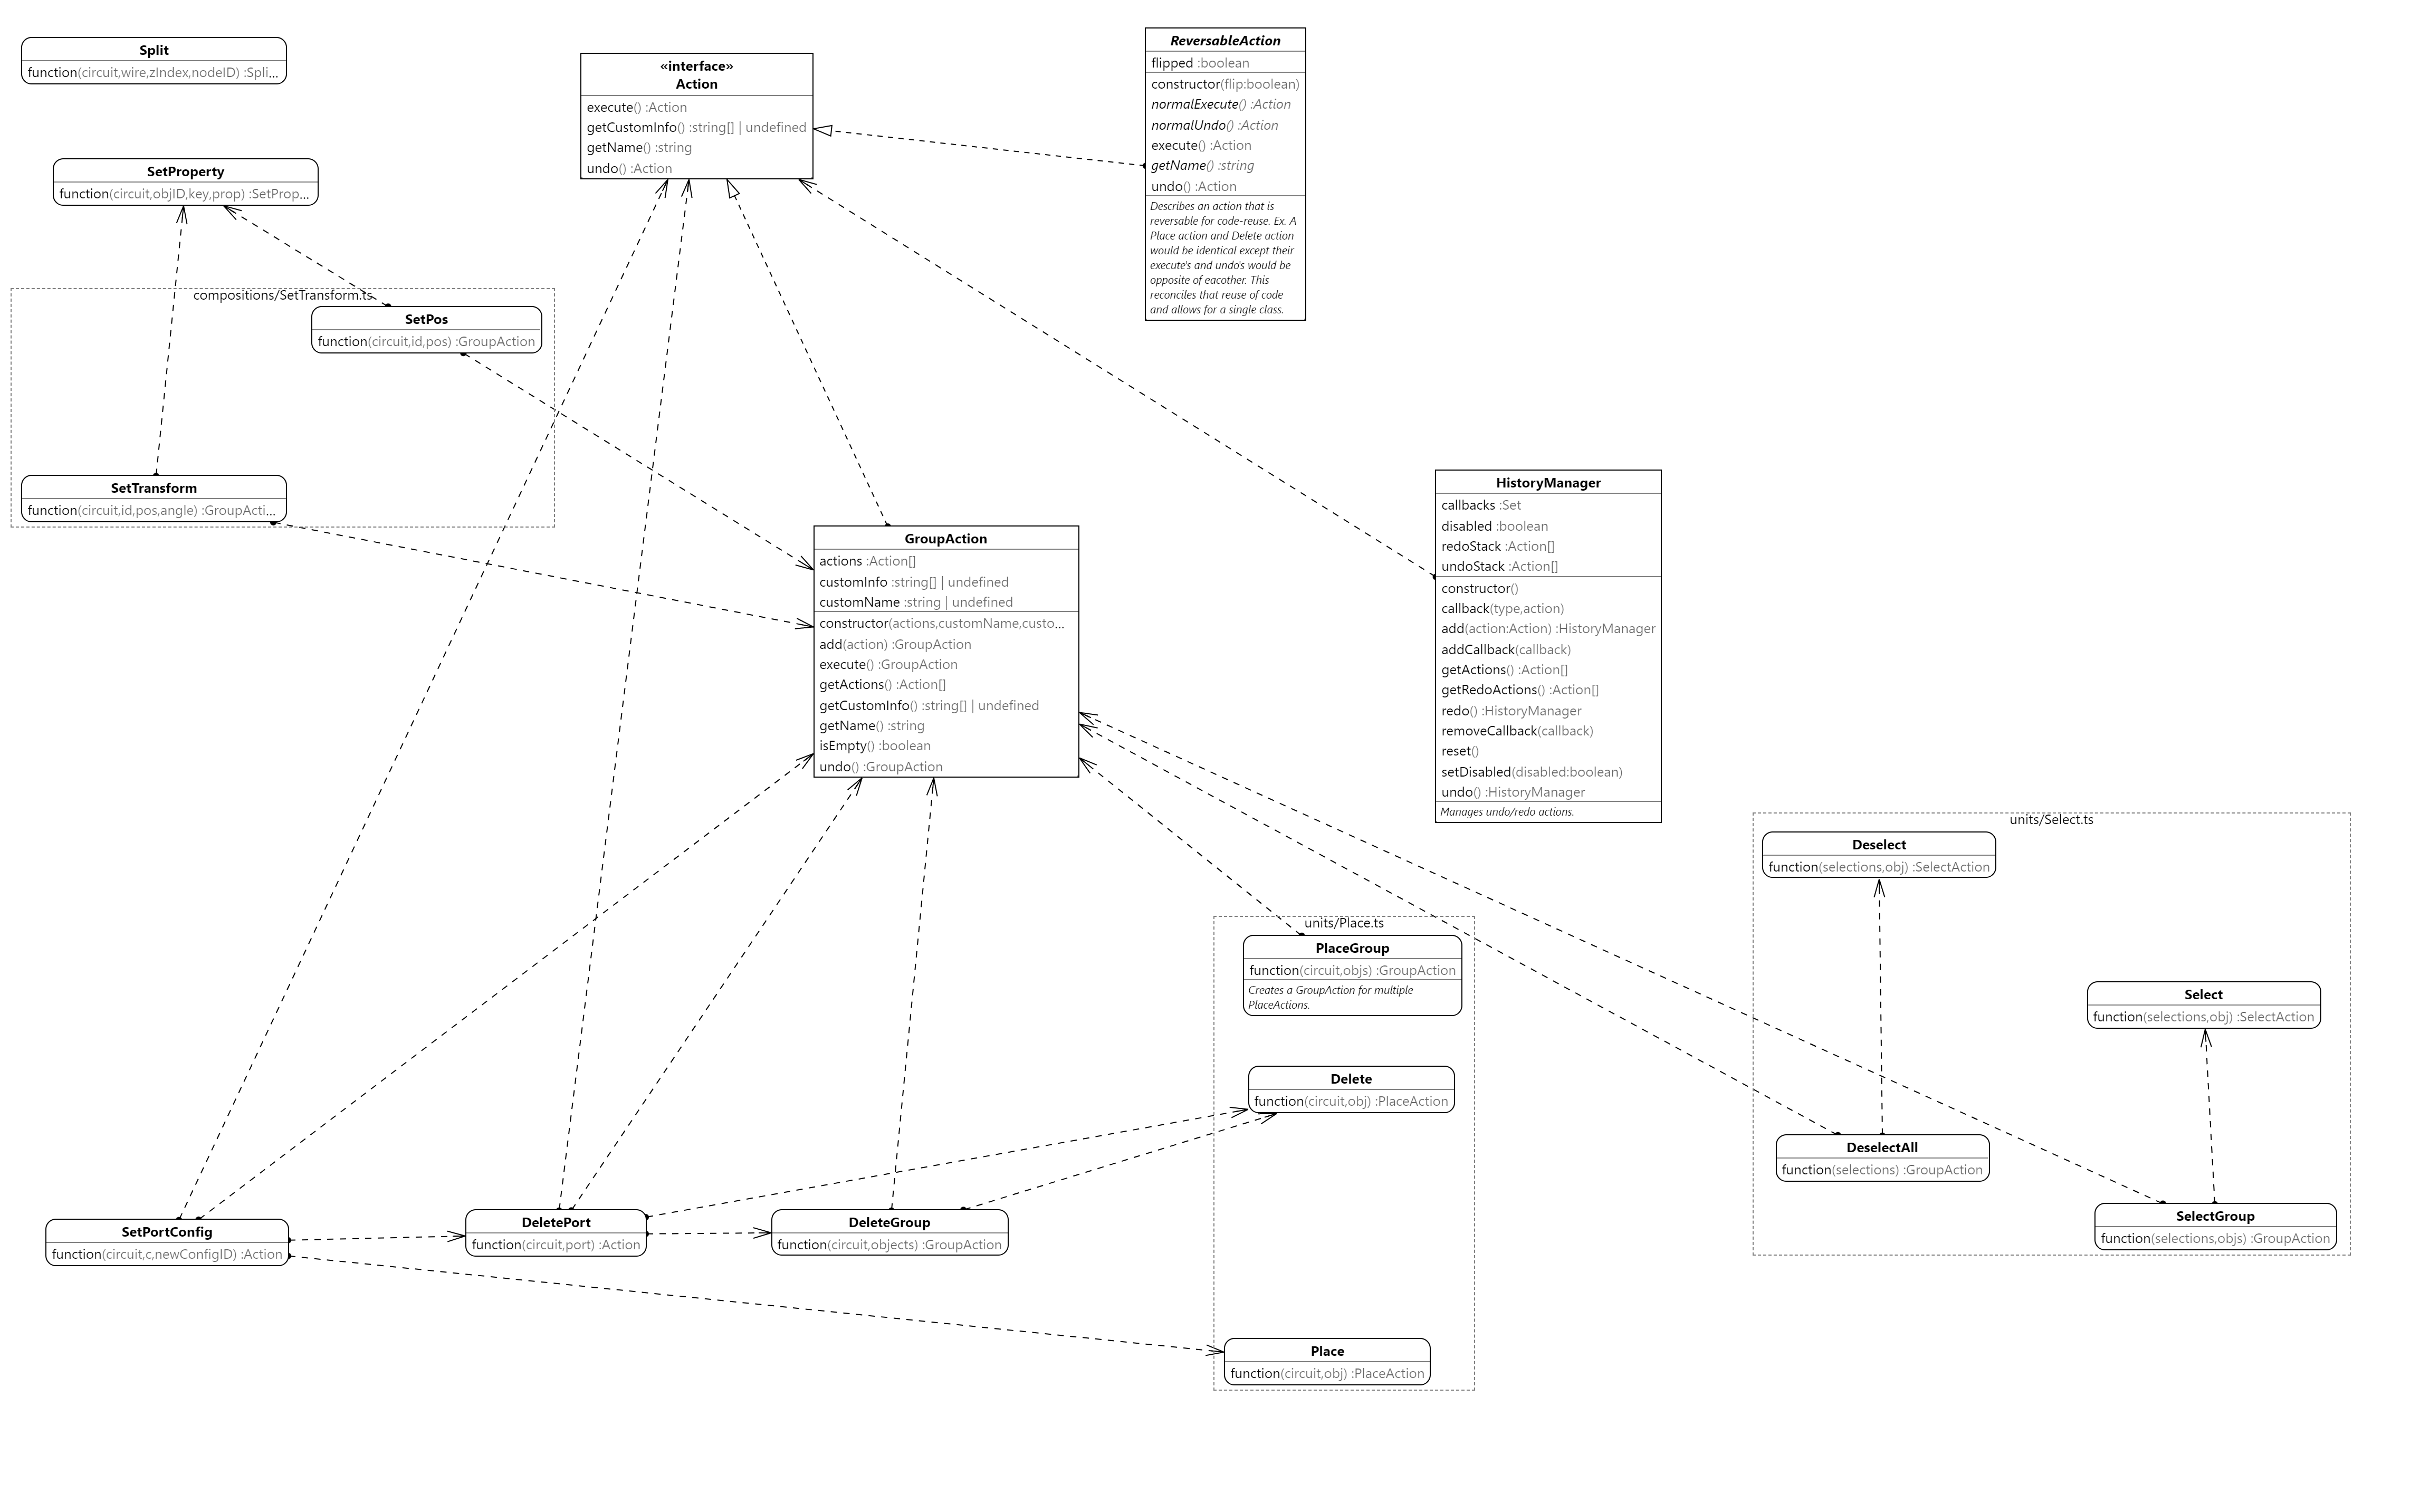 Split
function(circuit,wire,zIndex,nodeID) :Spli...
SetProperty
function(circuit,objID,key,prop) :SetProp...
compositions/SetTransform.ts
SetPos
function(circuit,id,pos) :GroupAction
SetTransform
function(circuit,id,pos,angle) :GroupActi...
«interface»
Action
execute() :Action
getCustomInfo() :string[] | undefined
getName() :string
undo() :Action
ReversableAction
flipped :boolean
constructor(flip:boolean)
normalExecute() :Action
normalUndo() :Action
execute() :Action
getName() :string
undo() :Action
Describes an action that is
reversable for code-reuse. Ex. A
Place action and Delete action
would be identical except their
execute's and undo's would be
opposite of eacother. This
reconciles that reuse of code
and allows for a single class.
GroupAction
actions :Action[]
customInfo :string[] | undefined
customName :string | undefined
constructor(actions,customName,custo...
add(action) :GroupAction
execute() :GroupAction
getActions() :Action[]
getCustomInfo() :string[] | undefined
getName() :string
isEmpty() :boolean
undo() :GroupAction
HistoryManager
callbacks :Set
disabled :boolean
redoStack :Action[]
undoStack :Action[]
constructor()
callback(type,action)
add(action:Action) :HistoryManager
addCallback(callback)
getActions() :Action[]
getRedoActions() :Action[]
redo() :HistoryManager
removeCallback(callback)
reset()
setDisabled(disabled:boolean)
undo() :HistoryManager
Manages undo/redo actions.
units/Select.ts
Deselect
function(selections,obj) :SelectAction
Select
function(selections,obj) :SelectAction
DeselectAll
function(selections) :GroupAction
SelectGroup
function(selections,objs) :GroupAction
units/Place.ts
PlaceGroup
function(circuit,objs) :GroupAction
Creates a GroupAction for multiple
PlaceActions.
Delete
function(circuit,obj) :PlaceAction
Place
function(circuit,obj) :PlaceAction
SetPortConfig
function(circuit,c,newConfigID) :Action
DeletePort
function(circuit,port) :Action
DeleteGroup
function(circuit,objects) :GroupAction